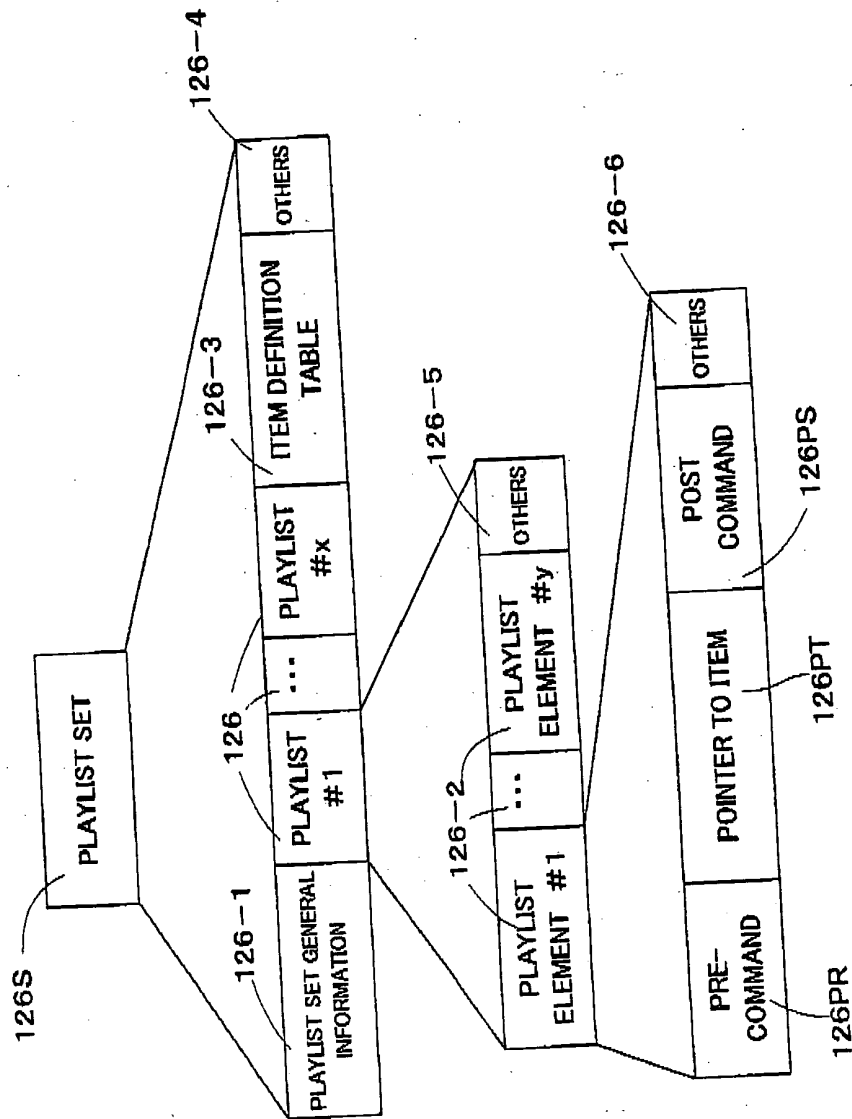 126S
PLAYLIST SET
126-1
126
126-3
126-4
PLAYLIST SET GENERAL
INFORMATION
PLAYLIST
#1
...
PLAYLIST
#x
ITEM DEFINITION
TABLE
OTHERS
126-2
126-5
PLAYLIST
ELEMENT #1
...
PLAYLIST
ELEMENT #y
OTHERS
126-6
PRE-
COMMAND
POINTER TO ITEM
POST
COMMAND
OTHERS
126PR
126PT
126PS